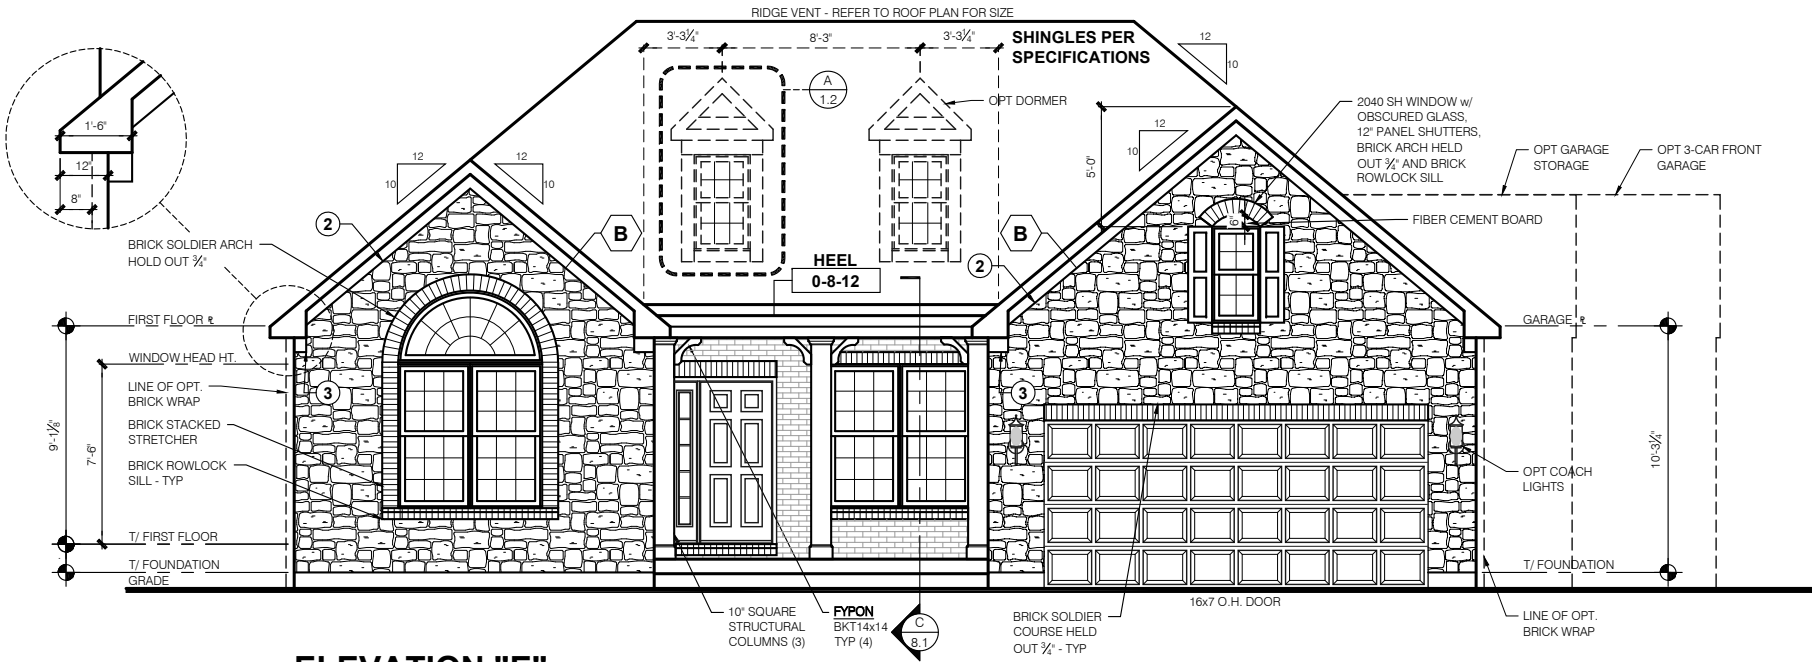 RIDGE VENT - REFER TO ROOF PLAN FOR SIZE
3'-3¼"
8'-3"
3'-3¼"
SHINGLES PER
SPECIFICATIONS
12
10
A
1.2
OPT DORMER
1'-6"
12"
8"
12
10
12
10
12
10
5'-0"
2040 SH WINDOW w/
OBSCURED GLASS,
12" PANEL SHUTTERS,
BRICK ARCH HELD
OUT ¾" AND BRICK
ROWLOCK SILL
OPT GARAGE
STORAGE
OPT 3-CAR FRONT
GARAGE
FIBER CEMENT BOARD
6"
2
B
B
2
BRICK SOLDIER ARCH
HOLD OUT ¾"
HEEL
0-8-12
FIRST FLOOR
GARAGE
WINDOW HEAD HT.
LINE OF OPT.
BRICK WRAP
3
3
BRICK STACKED
STRETCHER
BRICK ROWLOCK
SILL - TYP
9'-1⅛"
7'-6"
10'-3¼"
OPT COACH
LIGHTS
T/ FIRST FLOOR
T/ FOUNDATION
GRADE
T/ FOUNDATION
10" SQUARE
STRUCTURAL
COLUMNS (3)
FYPON
BKT14x14
TYP (4)
C
8.1
BRICK SOLDIER
COURSE HELD
OUT ¾" - TYP
16x7 O.H. DOOR
LINE OF OPT.
BRICK WRAP